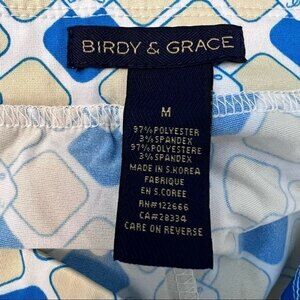 BIRDY & GRACE
M
97% POLYESTER
3% SPANDEX
97% POLYESTERE
3% SPANDEX
MADE IN S.KOREA
FABRIQUE
EN S.COREE
RN#122666
CA#28334
CARE ON REVERSE